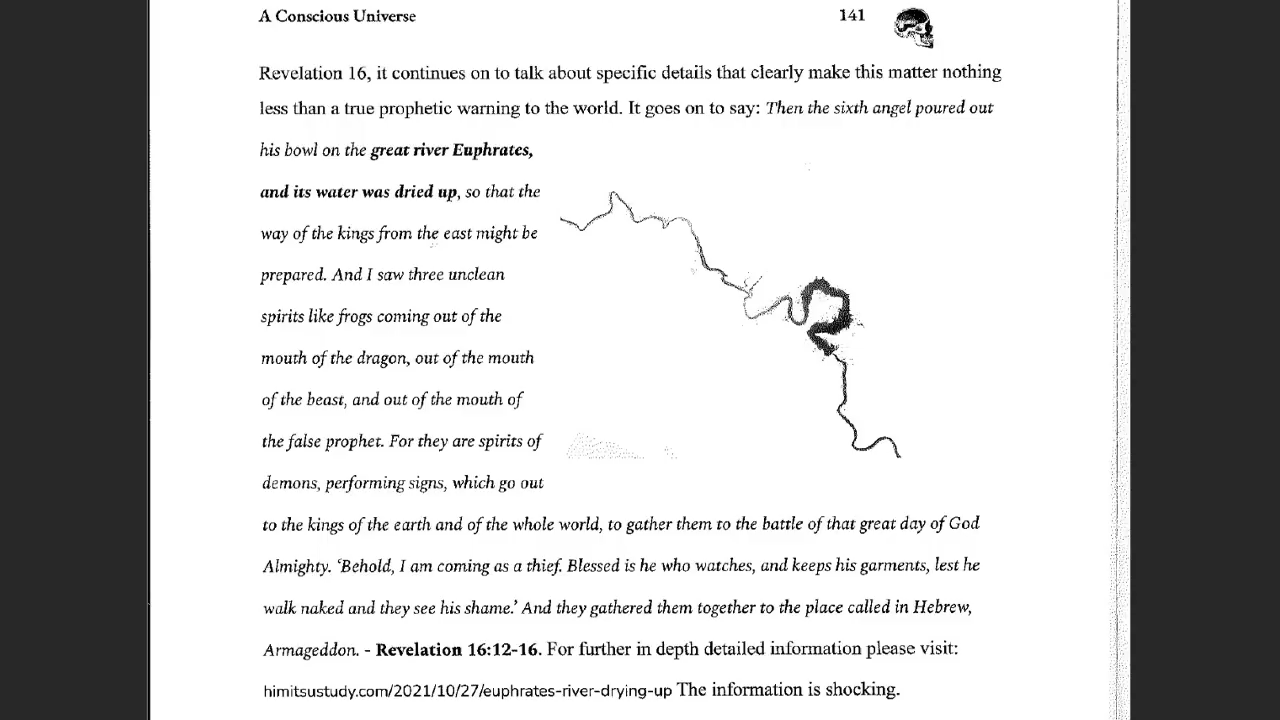 A Conscious Universe 141
Revelation 16, it continues on to talk about specific details that clearly make this matter nothing
less than a true prophetic warning to the world. It goes on to say: Then the sixth angel poured out
his bowl on the great river Euphrates,
and its water was dried up, so that the
way of the kings from the east might be
prepared. And I saw three unclean
spirits like frogs coming out of the
mouth of the dragon, out of the mouth
of the beast, and out of the mouth of
the false prophet. For they are spirits of
demons, performing signs, which go out
to the kings of the earth and of the whole world, to gather them to the battle of that great day of God
Almighty. 'Behold, I am coming as a thief. Blessed is he who watches, and keeps his garments, lest he
walk naked and they see his shame.' And they gathered them together to the place called in Hebrew,
Armageddon. - Revelation 16:12-16. For further in depth detailed information please visit:
himitsustudy.com/2021/10/27/euphrates-river-drying-up The information is shocking.